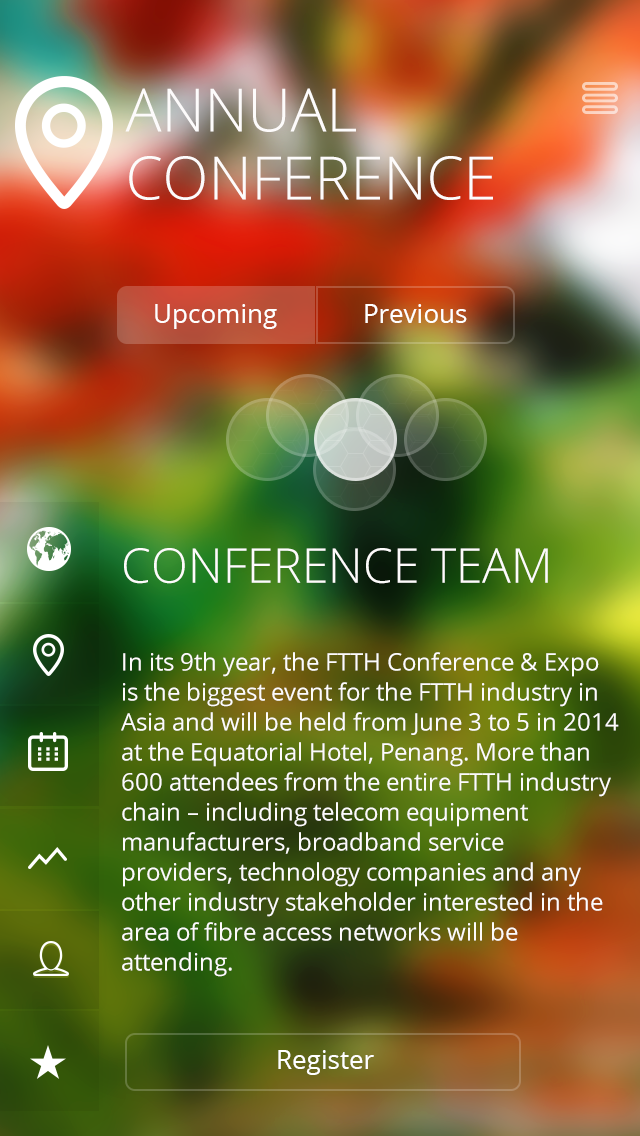 ANNUAL
CONFERENCE
Upcoming Previous
CONFERENCE TEAM
In its 9th year, the FTTH Conference & Expo
is the biggest event for the FTTH industry in
Asia and will be held from June 3 to 5 in 2014
at the Equatorial Hotel, Penang. More than
600 attendees from the entire FTTH industry
chain – including telecom equipment
manufacturers, broadband service
providers, technology companies and any
other industry stakeholder interested in the
area of fibre access networks will be
attending.
Register